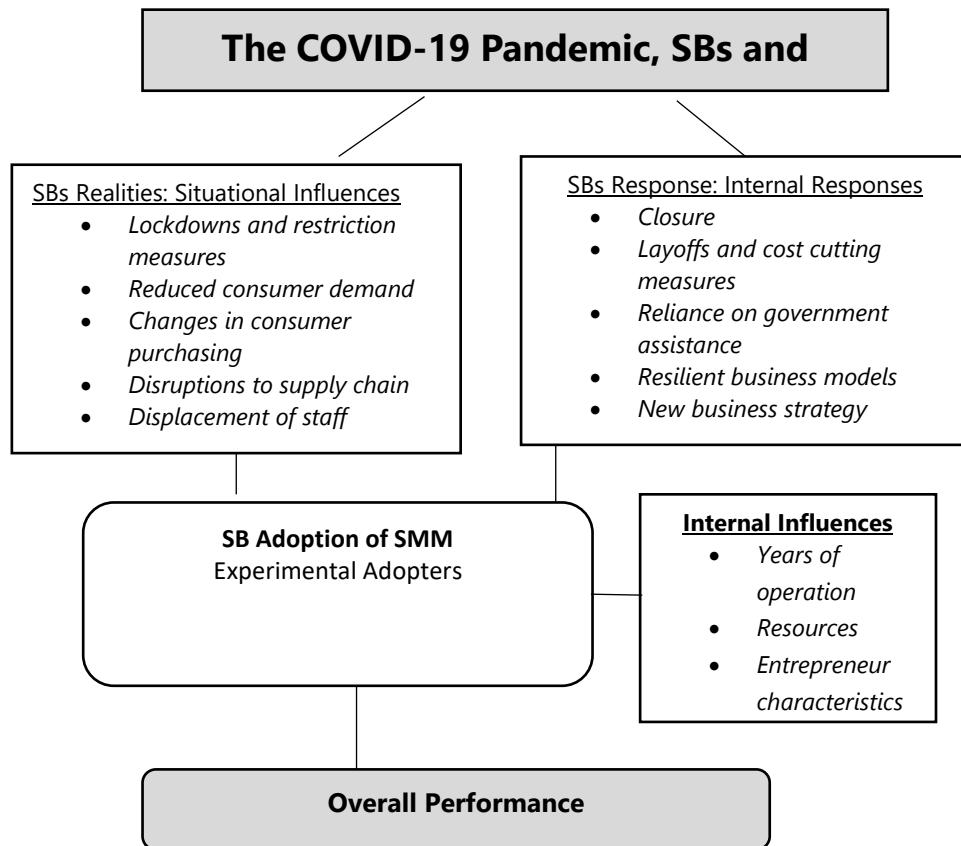 The COVID-19 Pandemic, SBs and
SBs Realities: Situational Influences
• Lockdowns and restriction
measures
• Reduced consumer demand
• Changes in consumer
purchasing
• Disruptions to supply chain
• Displacement of staff
SBs Response: Internal Responses
• Closure
• Layoffs and cost cutting
measures
• Reliance on government
assistance
• Resilient business models
• New business strategy
SB Adoption of SMM
Experimental Adopters
Internal Influences
• Years of
operation
• Resources
• Entrepreneur
characteristics
Overall Performance